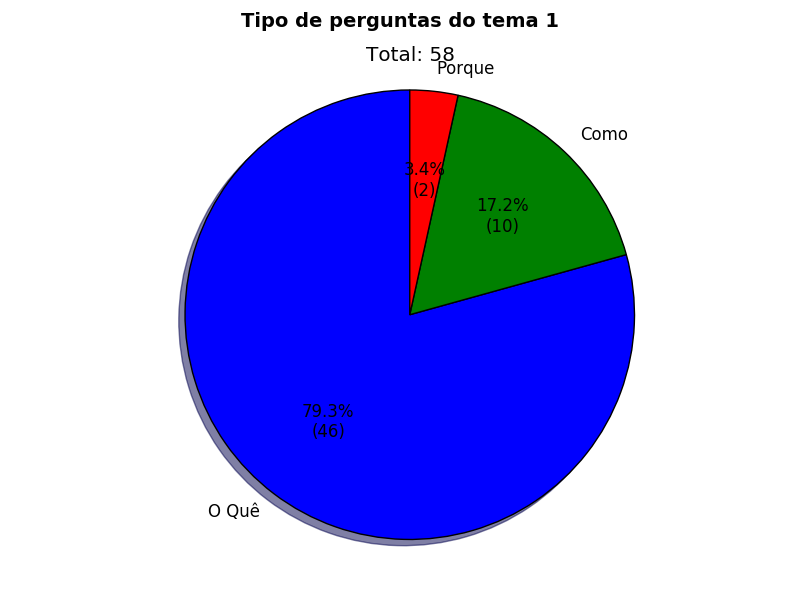 Tipo de perguntas do tema 1
Total: 58
Porque
Como
3.4%
(2)
17.2%
(10)
79.3%
(46)
O Quê